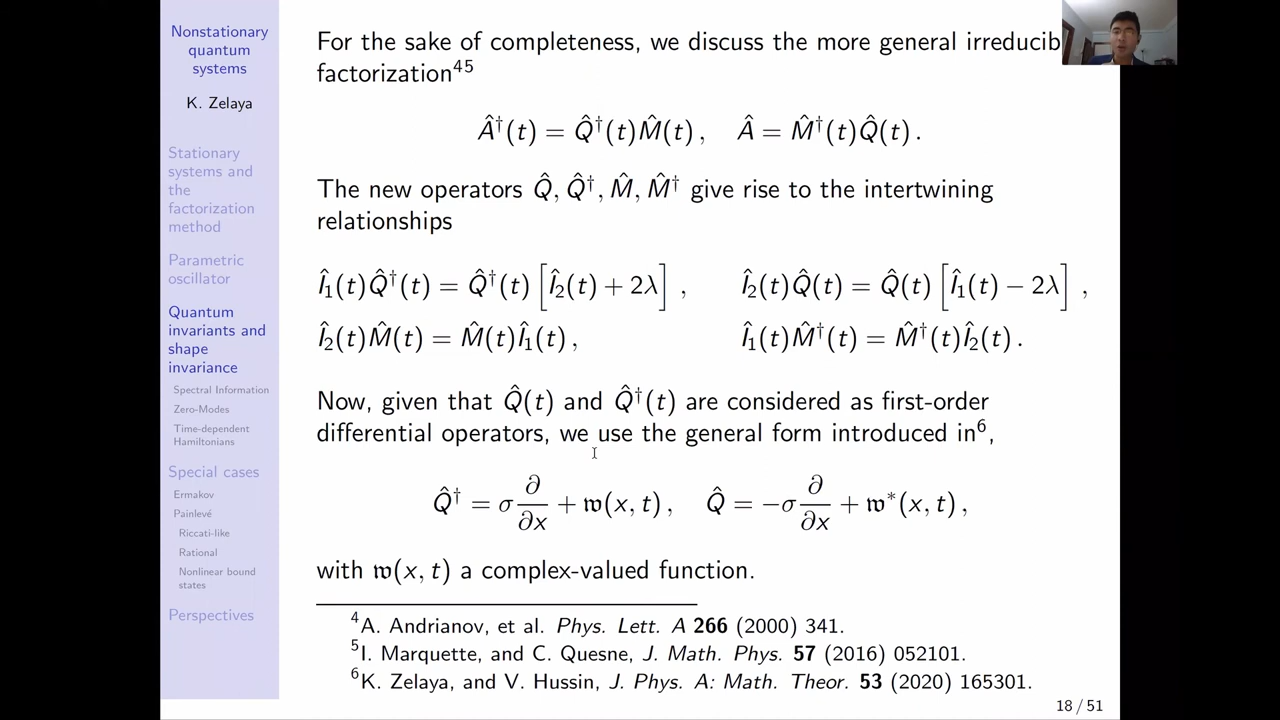 Nonstationary
quantum
systems
K. Zelaya
Stationary
systems and
the
factorization
method
Parametric
oscillator
Quantum
invariants and
shape
invariance
Spectral Information
Zero-Modes
Time-dependent
Hamiltonians
Special cases
Ermakov
Painlevé
Riccati-like
Rational
Nonlinear bound
states
Perspectives
For the sake of completeness, we discuss the more general irreducib
factorization⁴⁵
Â†(t) = Q̂†(t)M̂(t) ,   Â = M̂†(t)Q̂(t) .
The new operators Q̂, Q̂†, M̂, M̂† give rise to the intertwining
relationships
Î₁(t)Q̂†(t) = Q̂†(t) [Î₂(t) + 2λ] ,   Î₂(t)Q̂(t) = Q̂(t) [Î₁(t) − 2λ] ,
Î₂(t)M̂(t) = M̂(t)Î₁(t) ,   Î₁(t)M̂†(t) = M̂†(t)Î₂(t) .
Now, given that Q̂(t) and Q̂†(t) are considered as first-order
differential operators, we use the general form introduced in⁶,
Q̂† = σ ∂/∂x + 𝔴(x, t) ,   Q̂ = −σ ∂/∂x + 𝔴*(x, t) ,
with 𝔴(x, t) a complex-valued function.
⁴A. Andrianov, et al. Phys. Lett. A 266 (2000) 341.
⁵I. Marquette, and C. Quesne, J. Math. Phys. 57 (2016) 052101.
⁶K. Zelaya, and V. Hussin, J. Phys. A: Math. Theor. 53 (2020) 165301.
18 / 51